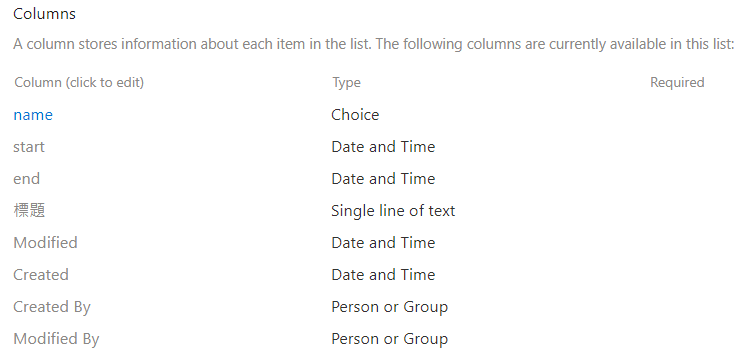 Columns
A column stores information about each item in the list. The following columns are currently available in this list:
Column (click to edit) Type Required
name Choice
start Date and Time
end Date and Time
標題 Single line of text
Modified Date and Time
Created Date and Time
Created By Person or Group
Modified By Person or Group